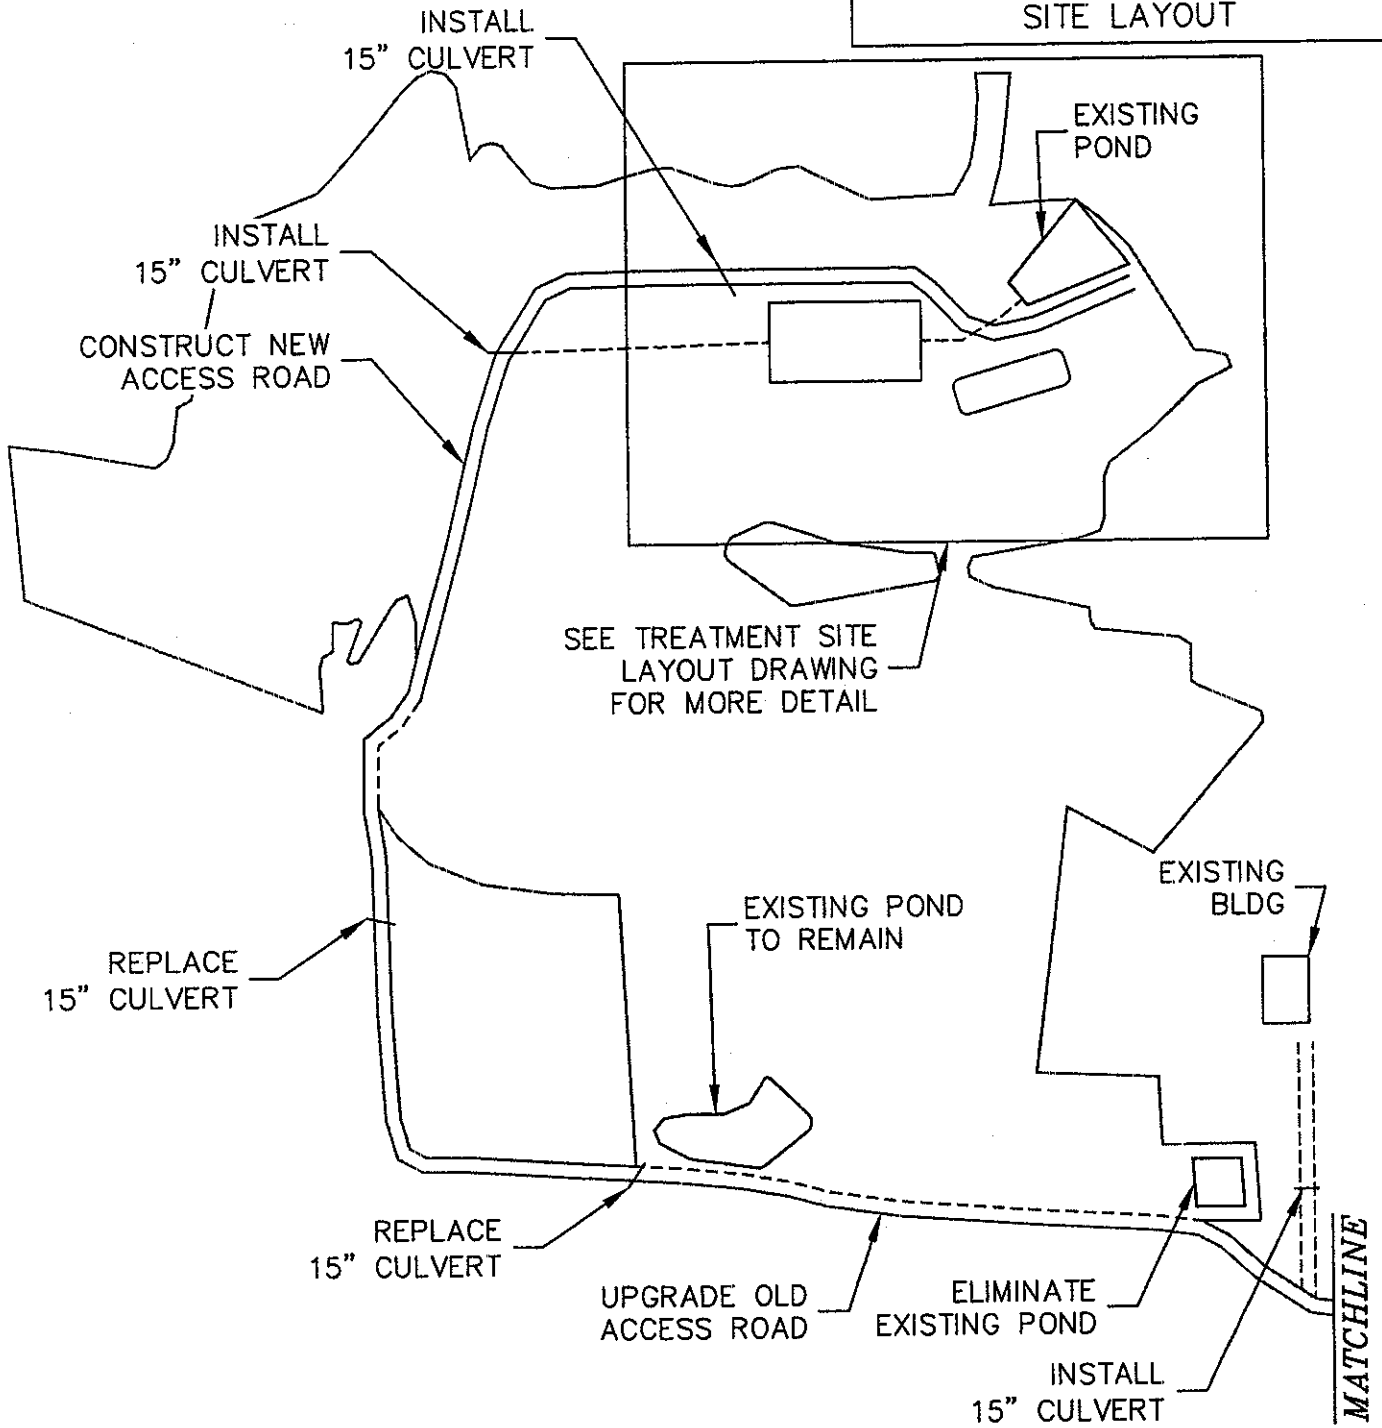 SITE LAYOUT
INSTALL
15" CULVERT
EXISTING
POND
INSTALL
15" CULVERT
CONSTRUCT NEW
ACCESS ROAD
SEE TREATMENT SITE
LAYOUT DRAWING
FOR MORE DETAIL
EXISTING
BLDG
EXISTING POND
TO REMAIN
REPLACE
15" CULVERT
REPLACE
15" CULVERT
UPGRADE OLD
ACCESS ROAD
ELIMINATE
EXISTING POND
INSTALL
15" CULVERT
MATCHLINE